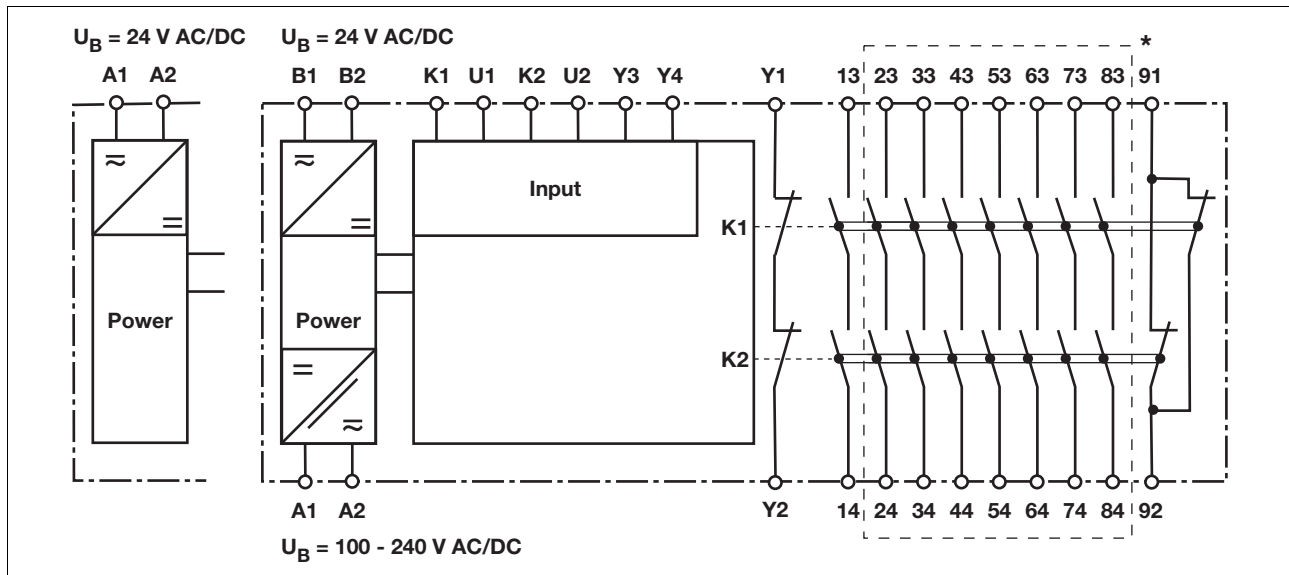 U_B = 24 V AC/DC U_B = 24 V AC/DC *
A1 A2 B1 B2 K1 U1 K2 U2 Y3 Y4 Y1 13 23 33 43 53 63 73 83 91
Input
K1
Power Power
K2
A1 A2 Y2 14 24 34 44 54 64 74 84 92
U_B = 100 - 240 V AC/DC